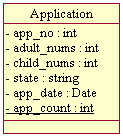 Application
- app_no : int
- adult_nums : int
- child_nums : int
- state : string
- app_date : Date
- app_count : int